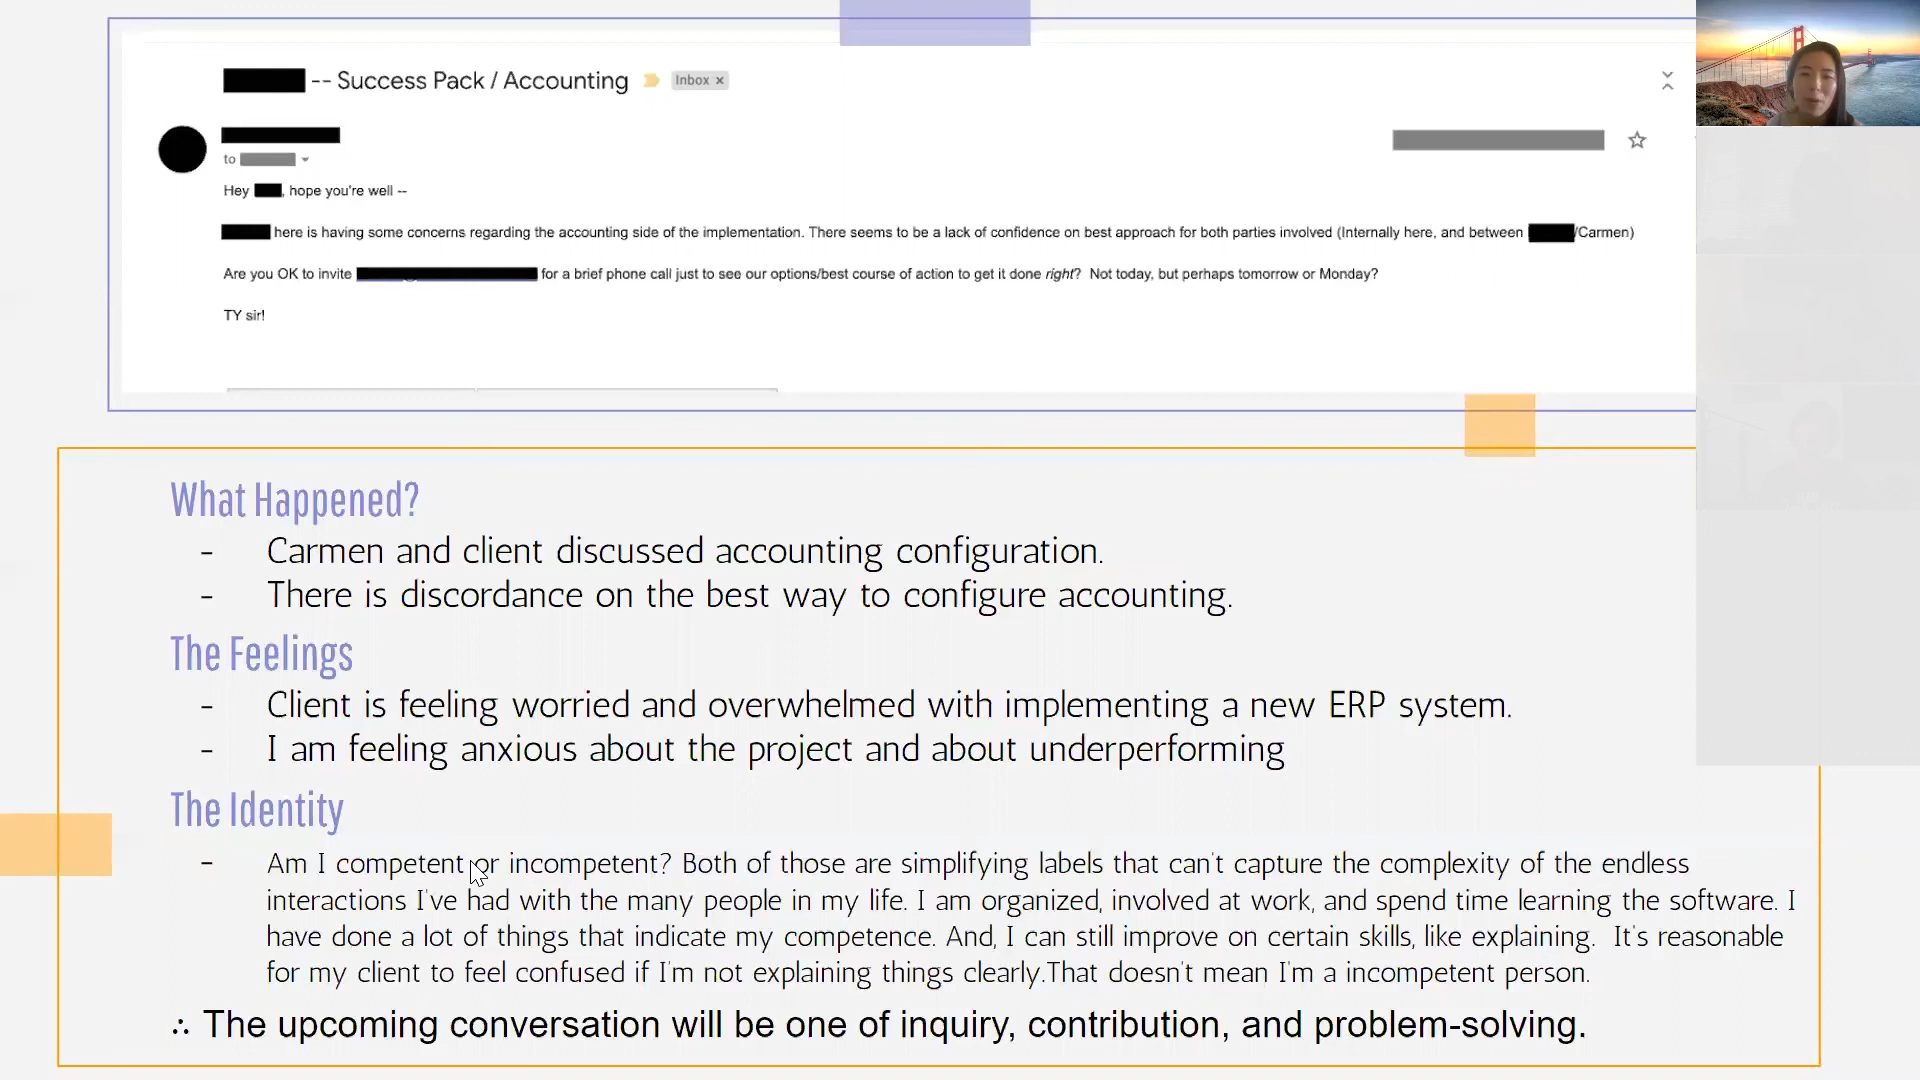 -- Success Pack / Accounting Inbox ×
to
Hey , hope you're well --
here is having some concerns regarding the accounting side of the implementation. There seems to be a lack of confidence on best approach for both parties involved (Internally here, and between /Carmen)
Are you OK to invite for a brief phone call just to see our options/best course of action to get it done right? Not today, but perhaps tomorrow or Monday?
TY sir!
What Happened?
- Carmen and client discussed accounting configuration.
- There is discordance on the best way to configure accounting.
The Feelings
- Client is feeling worried and overwhelmed with implementing a new ERP system.
- I am feeling anxious about the project and about underperforming
The Identity
- Am I competent or incompetent? Both of those are simplifying labels that can't capture the complexity of the endless
interactions I've had with the many people in my life. I am organized, involved at work, and spend time learning the software. I
have done a lot of things that indicate my competence. And, I can still improve on certain skills, like explaining. It's reasonable
for my client to feel confused if I'm not explaining things clearly.That doesn't mean I'm a incompetent person.
∴ The upcoming conversation will be one of inquiry, contribution, and problem-solving.